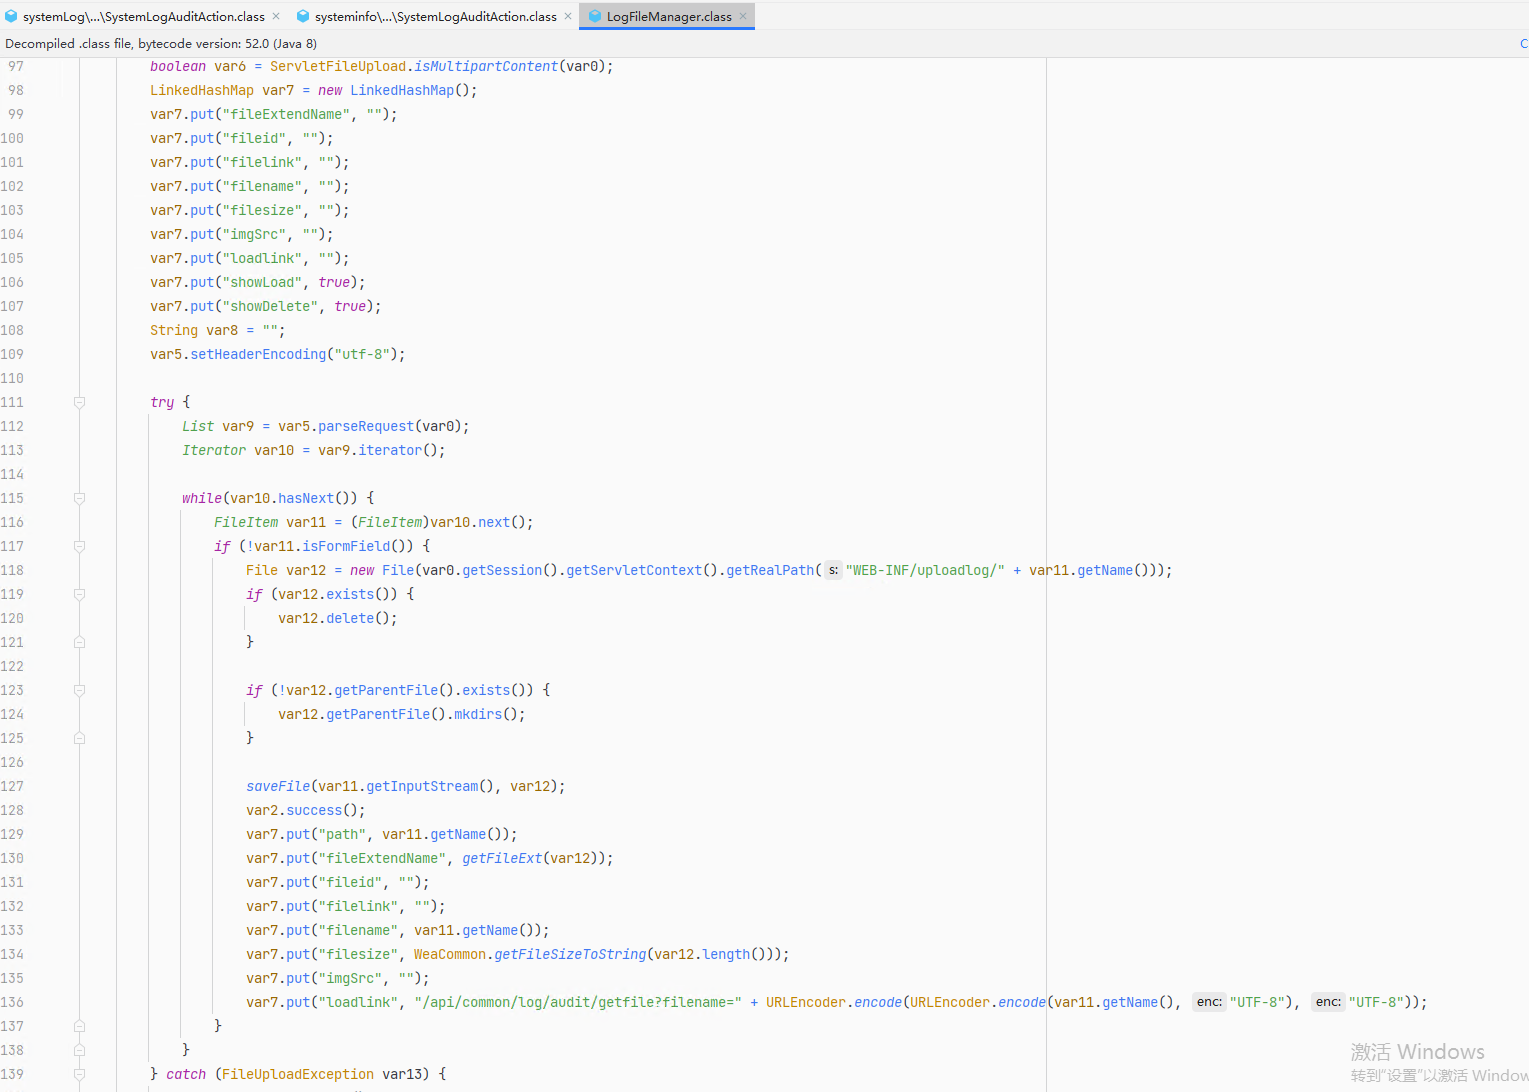 systemLog\...\SystemLogAuditAction.class × systeminfo\...\SystemLogAuditAction.class × LogFileManager.class ×
Decompiled .class file, bytecode version: 52.0 (Java 8) C
97 boolean var6 = ServletFileUpload.isMultipartContent(var0);
98 LinkedHashMap var7 = new LinkedHashMap();
99 var7.put("fileExtendName", "");
100 var7.put("fileid", "");
101 var7.put("filelink", "");
102 var7.put("filename", "");
103 var7.put("filesize", "");
104 var7.put("imgSrc", "");
105 var7.put("loadlink", "");
106 var7.put("showLoad", true);
107 var7.put("showDelete", true);
108 String var8 = "";
109 var5.setHeaderEncoding("utf-8");
110
111 try {
112 List var9 = var5.parseRequest(var0);
113 Iterator var10 = var9.iterator();
114
115 while(var10.hasNext()) {
116 FileItem var11 = (FileItem)var10.next();
117 if (!var11.isFormField()) {
118 File var12 = new File(var0.getSession().getServletContext().getRealPath( s: "WEB-INF/uploadlog/" + var11.getName()));
119 if (var12.exists()) {
120 var12.delete();
121 }
122
123 if (!var12.getParentFile().exists()) {
124 var12.getParentFile().mkdirs();
125 }
126
127 saveFile(var11.getInputStream(), var12);
128 var2.success();
129 var7.put("path", var11.getName());
130 var7.put("fileExtendName", getFileExt(var12));
131 var7.put("fileid", "");
132 var7.put("filelink", "");
133 var7.put("filename", var11.getName());
134 var7.put("filesize", WeaCommon.getFileSizeToString(var12.length()));
135 var7.put("imgSrc", "");
136 var7.put("loadlink", "/api/common/log/audit/getfile?filename=" + URLEncoder.encode(URLEncoder.encode(var11.getName(), enc: "UTF-8"), enc: "UTF-8"));
137 }
138 }
139 } catch (FileUploadException var13) {
激活 Windows
转到"设置"以激活 Window